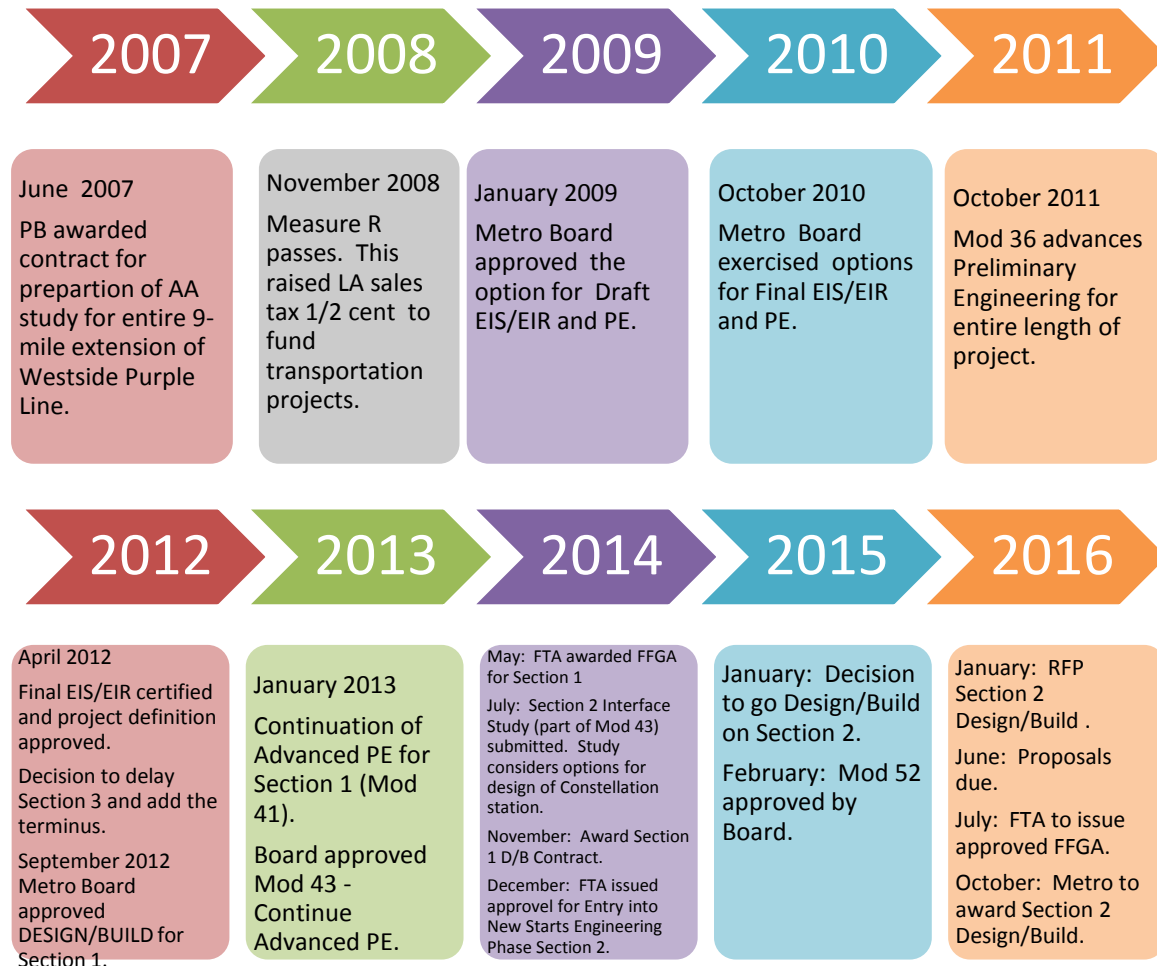 2007
2008
2009
2010
2011
June 2007
PB awarded
contract for
prepartion of AA
study for entire 9-
mile extension of
Westside Purple
Line.
November 2008
Measure R
passes. This
raised LA sales
tax 1/2 cent to
fund
transportation
projects.
January 2009
Metro Board
approved the
option for Draft
EIS/EIR and PE.
October 2010
Metro Board
exercised options
for Final EIS/EIR
and PE.
October 2011
Mod 36 advances
Preliminary
Engineering for
entire length of
project.
2012
2013
2014
2015
2016
April 2012
Final EIS/EIR certified
and project definition
approved.
Decision to delay
Section 3 and add the
terminus.
September 2012
Metro Board
approved
DESIGN/BUILD for
Section 1.
January 2013
Continuation of
Advanced PE for
Section 1 (Mod
41).
Board approved
Mod 43 -
Continue
Advanced PE.
May: FTA awarded FFGA
for Section 1
July: Section 2 Interface
Study (part of Mod 43)
submitted. Study
considers options for
design of Constellation
station.
November: Award Section
1 D/B Contract.
December: FTA issued
approvel for Entry into
New Starts Engineering
Phase Section 2.
January: Decision
to go Design/Build
on Section 2.
February: Mod 52
approved by
Board.
January: RFP
Section 2
Design/Build .
June: Proposals
due.
July: FTA to issue
approved FFGA.
October: Metro to
award Section 2
Design/Build.